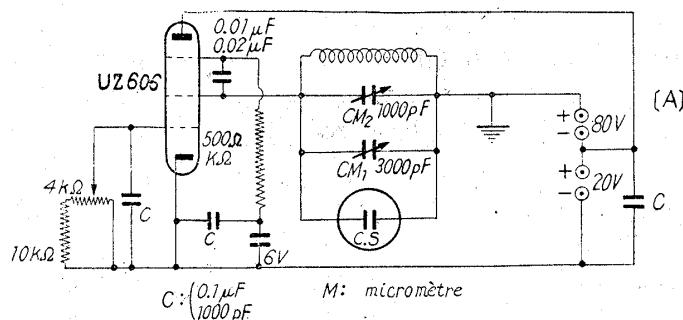 0.01μF
0.02μF
UZ605
500Ω
KΩ
CM₂ 1000pF
CM₁ 3000pF
C.S
(A)
+
−
80V
+
−
20V
C
4kΩ
10kΩ
C
C
6V
C: (0.1μF
1000pF
M: micromètre